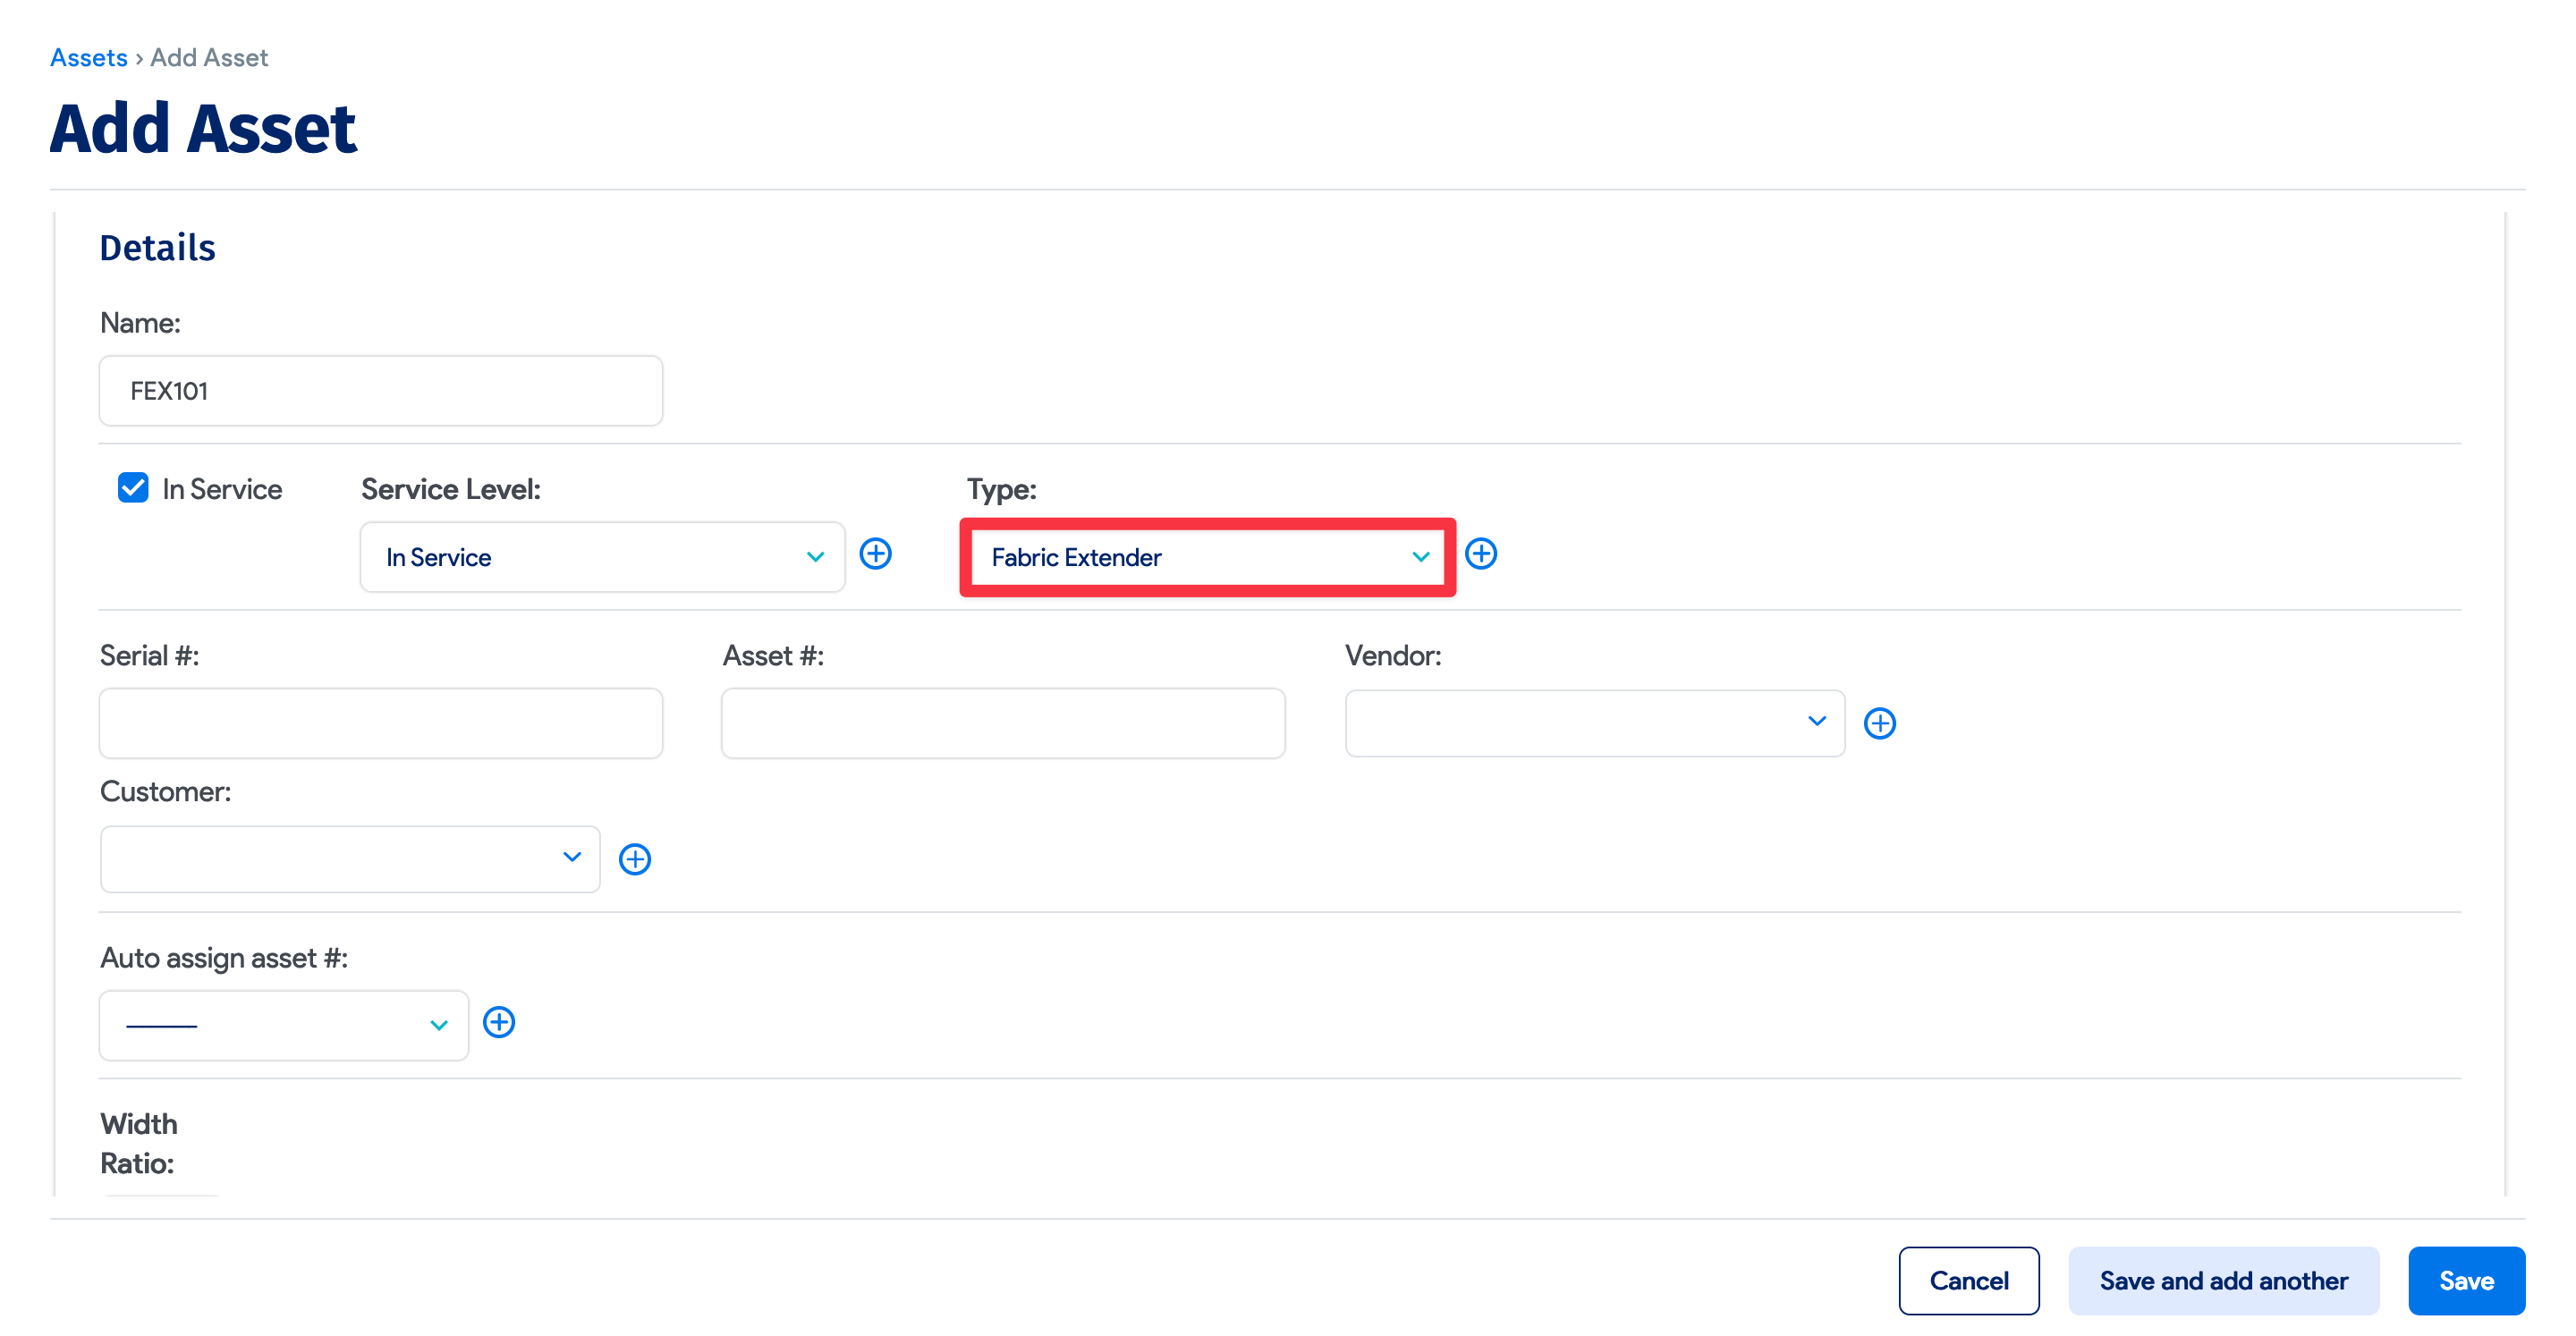 Assets › Add Asset
Add Asset
Details
Name:
FEX101
In Service
Service Level:
Type:
In Service
Fabric Extender
Serial #:
Asset #:
Vendor:
Customer:
Auto assign asset #:
Width
Ratio:
Cancel
Save and add another
Save